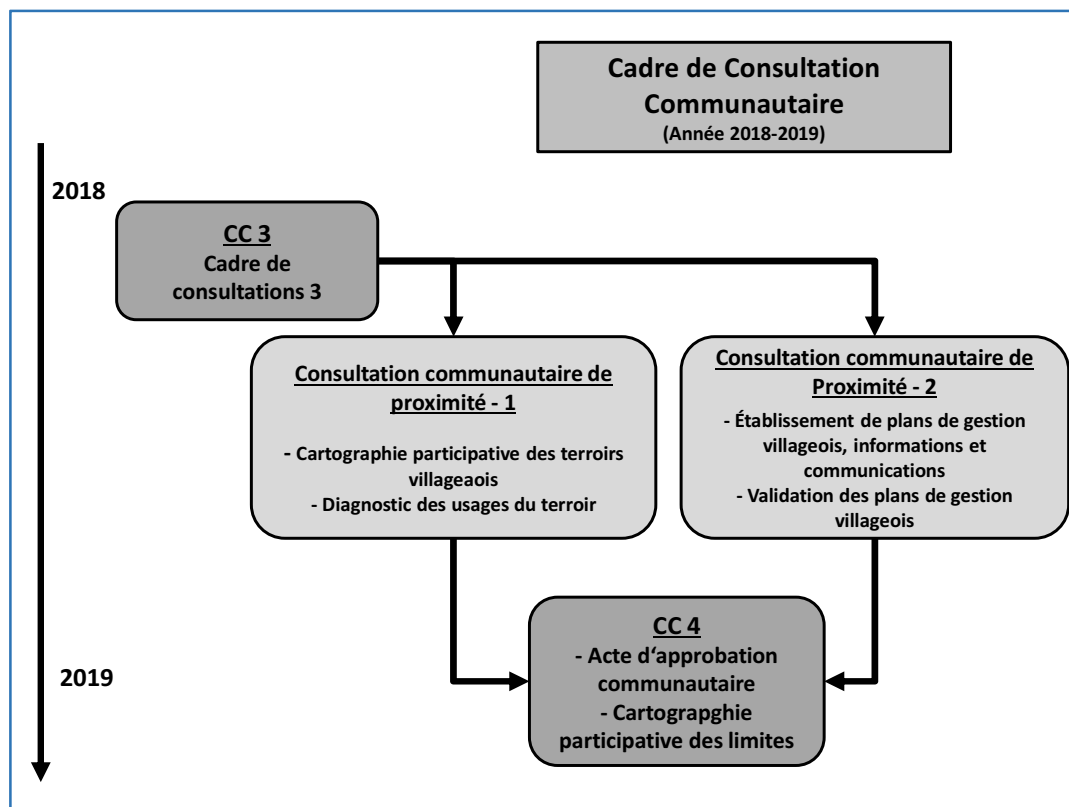 Cadre de Consultation
Communautaire
(Année 2018-2019)
2018
CC 3
Cadre de
consultations 3
Consultation communautaire de
proximité - 1
- Cartographie participative des terroirs
villageaois
- Diagnostic des usages du terroir
Consultation communautaire de
Proximité - 2
- Établissement de plans de gestion
villageois, informations et
communications
- Validation des plans de gestion
villageois
2019
CC 4
- Acte d‘approbation
communautaire
- Cartograpghie
participative des limites